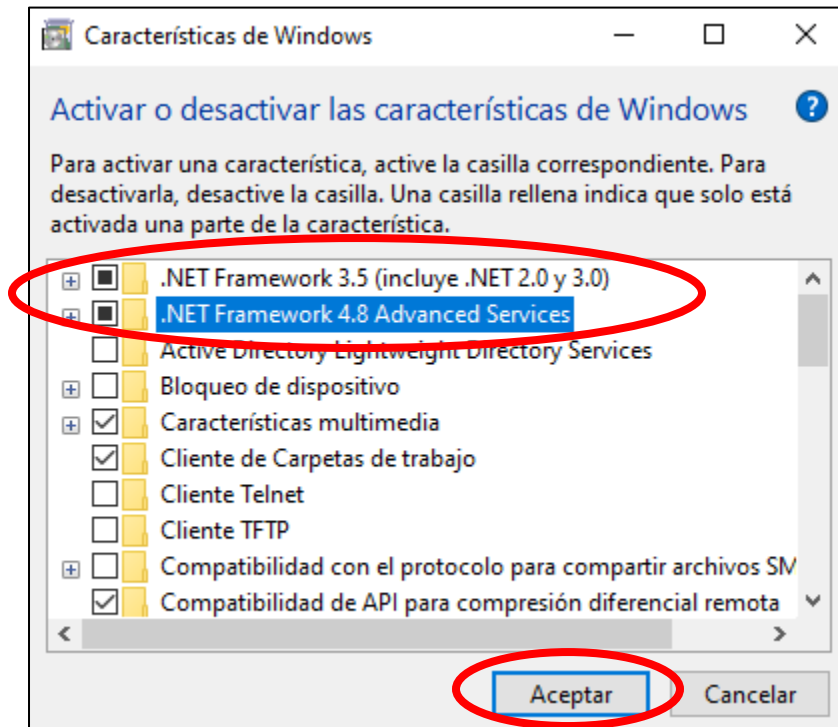 Características de Windows
Activar o desactivar las características de Windows
?
Para activar una característica, active la casilla correspondiente. Para
desactivarla, desactive la casilla. Una casilla rellena indica que solo está
activada una parte de la característica.
.NET Framework 3.5 (incluye .NET 2.0 y 3.0)
.NET Framework 4.8 Advanced Services
Active Directory Lightweight Directory Services
Bloqueo de dispositivo
Características multimedia
Cliente de Carpetas de trabajo
Cliente Telnet
Cliente TFTP
Compatibilidad con el protocolo para compartir archivos SM
Compatibilidad de API para compresión diferencial remota
Aceptar Cancelar